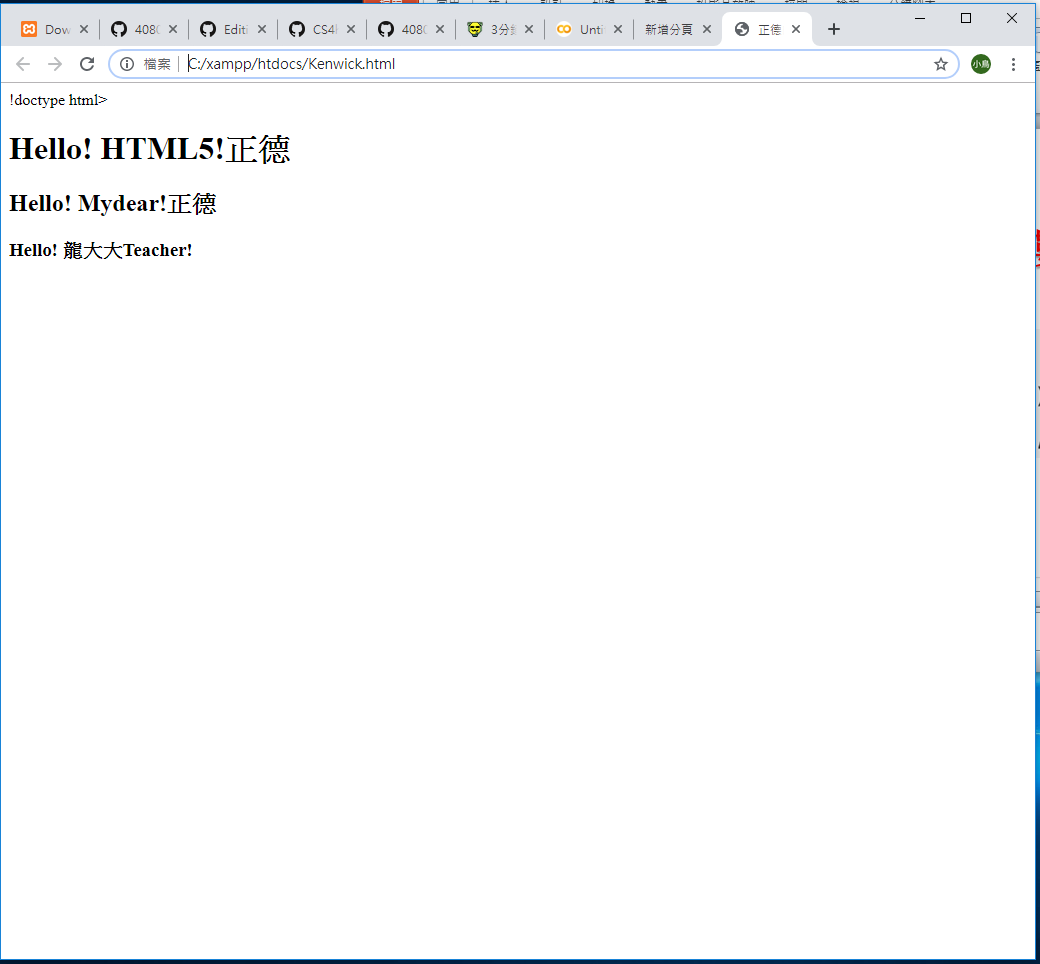 Dow 408 Editi CS4 408 3分 Unti 新增分頁 正德
檔案 C:/xampp/htdocs/Kenwick.html 小鳥
!doctype html>
Hello! HTML5!正德
Hello! Mydear!正德
Hello! 龍大大Teacher!